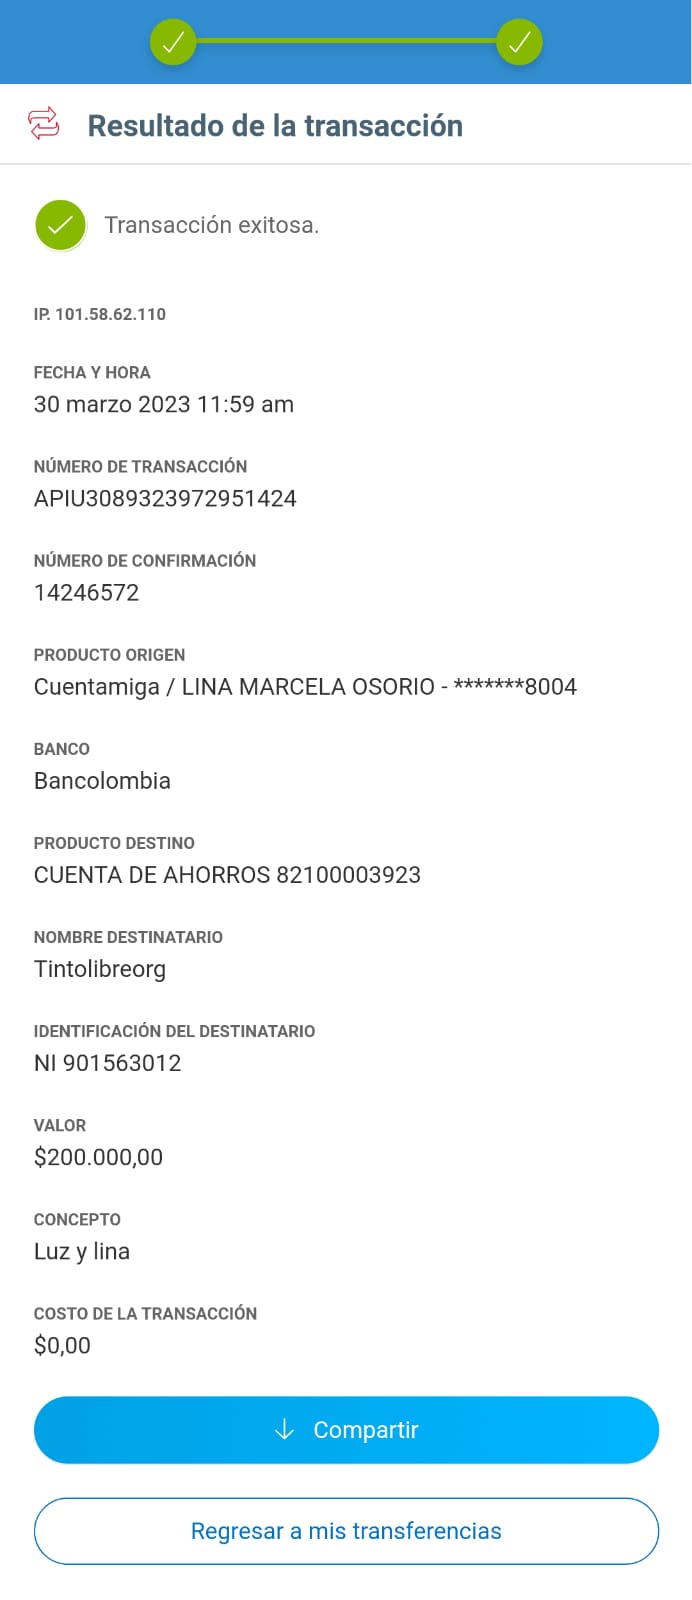 Resultado de la transacción
Transacción exitosa.
IP. 101.58.62.110
FECHA Y HORA
30 marzo 2023 11:59 am
NÚMERO DE TRANSACCIÓN
APIU3089323972951424
NÚMERO DE CONFIRMACIÓN
14246572
PRODUCTO ORIGEN
Cuentamiga / LINA MARCELA OSORIO - *******8004
BANCO
Bancolombia
PRODUCTO DESTINO
CUENTA DE AHORROS 82100003923
NOMBRE DESTINATARIO
Tintolibreorg
IDENTIFICACIÓN DEL DESTINATARIO
NI 901563012
VALOR
$200.000,00
CONCEPTO
Luz y lina
COSTO DE LA TRANSACCIÓN
$0,00
Compartir
Regresar a mis transferencias